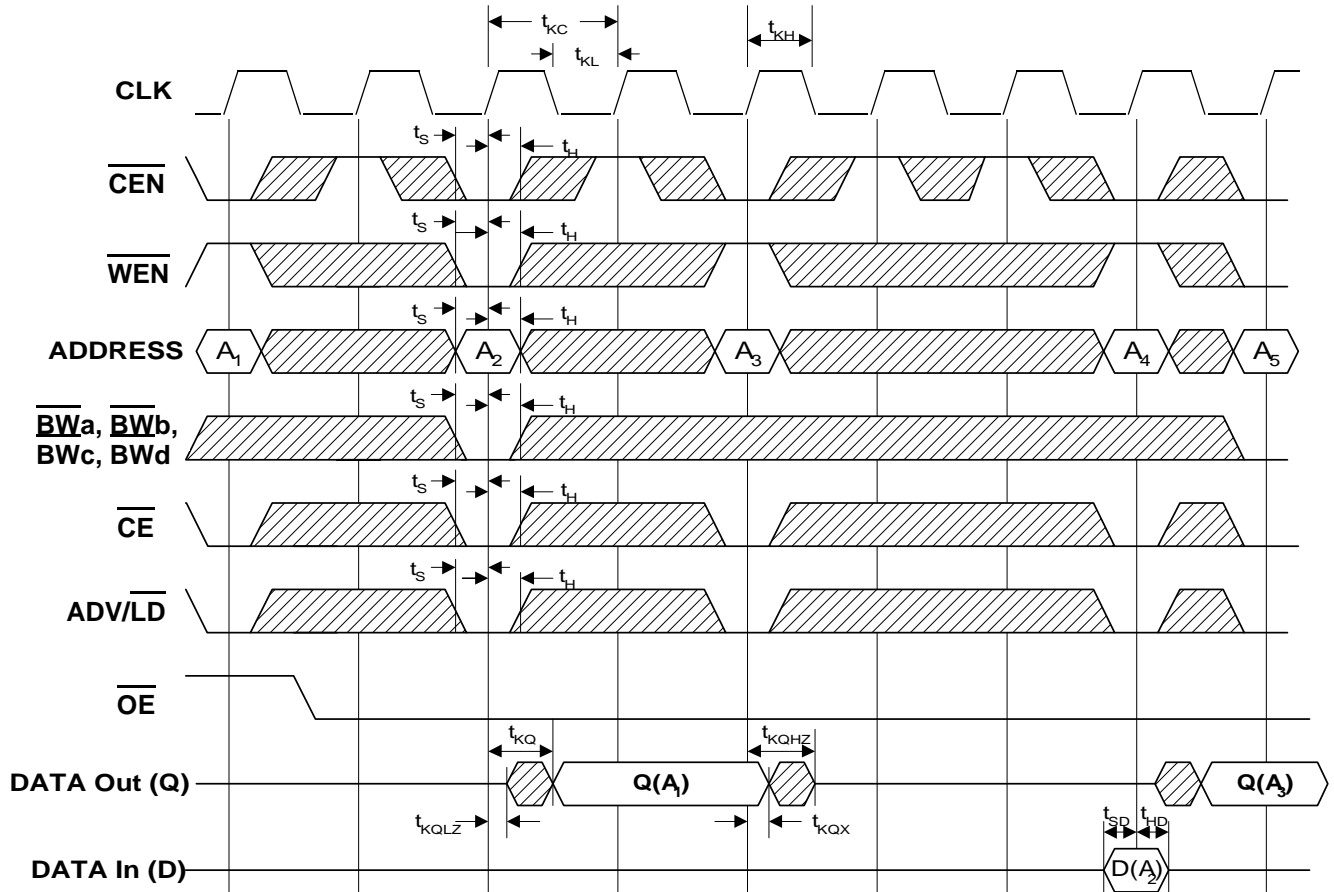 tKC
tKH
tKL
CLK
tS
tH
CEN
tS
tH
WEN
tS
tH
ADDRESS
A1
A2
A3
A4
A5
tS
tH
BWa, BWb,
BWc, BWd
tS
tH
CE
tS
tH
ADV/LD
OE
tKQ
tKQHZ
DATA Out (Q)
Q(A1)
Q(A3)
tKQLZ
tKQX
tSD
tHD
DATA In (D)
D(A2)